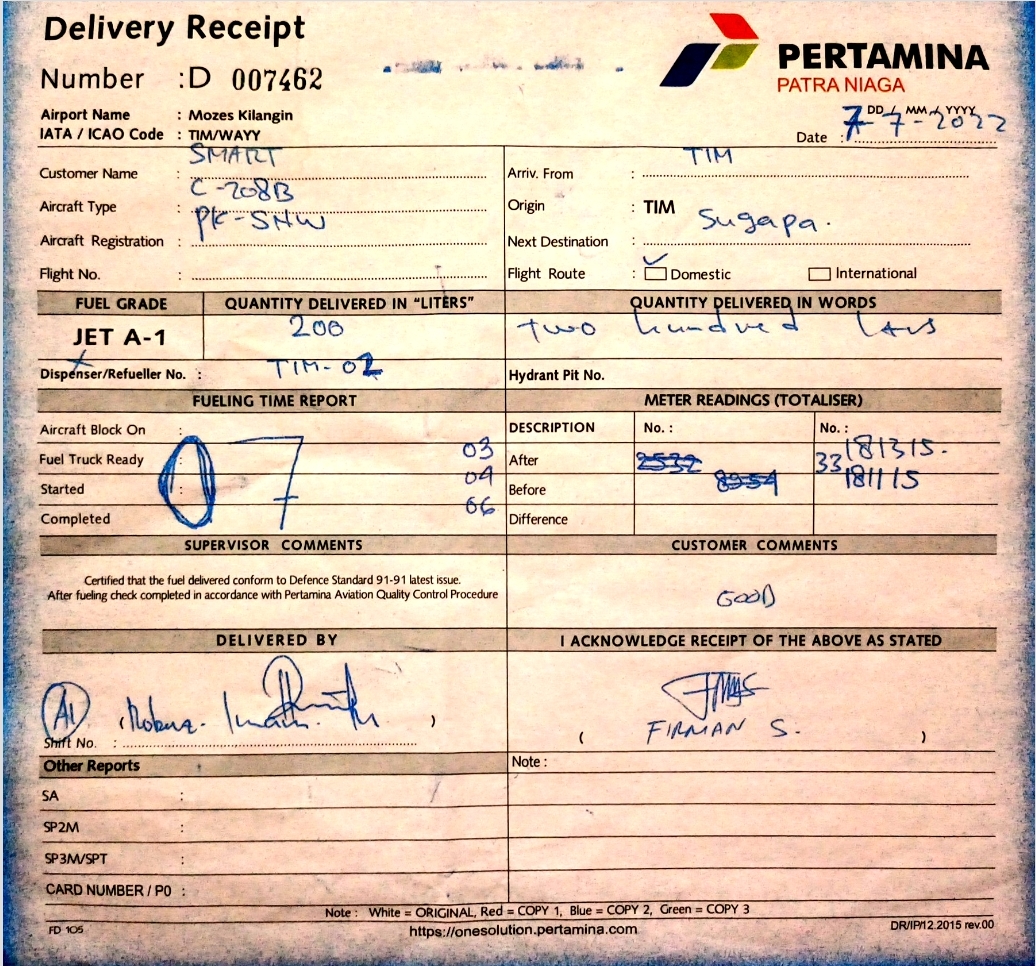 Delivery Receipt
Number : D 007462
PERTAMINA
PATRA NIAGA
Airport Name : Mozes Kilangin
IATA / ICAO Code : TIM/WAYY
DD / MM / YYYY
Date : 7-7-2022
Customer Name : SMART
Arriv. From : TIM
Aircraft Type : C-208B
Origin : TIM
Aircraft Registration : PK-SNW
Next Destination : Sugapa.
Flight No. :
Flight Route : Domestic International
FUEL GRADE QUANTITY DELIVERED IN "LITERS" QUANTITY DELIVERED IN WORDS
JET A-1 200 two hundred
Dispenser/Refueller No. : TIM-02 Hydrant Pit No.
FUELING TIME REPORT METER READINGS (TOTALISER)
Aircraft Block On : DESCRIPTION No. : No. :
Fuel Truck Ready : 03 After 33181315.
Started : 07 04 Before 181115
Completed 06 Difference
SUPERVISOR COMMENTS CUSTOMER COMMENTS
Certified that the fuel delivered conform to Defence Standard 91-91 latest issue.
After fueling check completed in accordance with Pertamina Aviation Quality Control Procedure
GOOD
DELIVERED BY I ACKNOWLEDGE RECEIPT OF THE ABOVE AS STATED
( )
Shift No. :
( FIRMAN S. )
Other Reports Note :
SA :
SP2M :
SP3M/SPT :
CARD NUMBER / PO :
Note : White = ORIGINAL, Red = COPY 1, Blue = COPY 2, Green = COPY 3
FD 105 https://onesolution.pertamina.com DR/IP/12.2015 rev.00